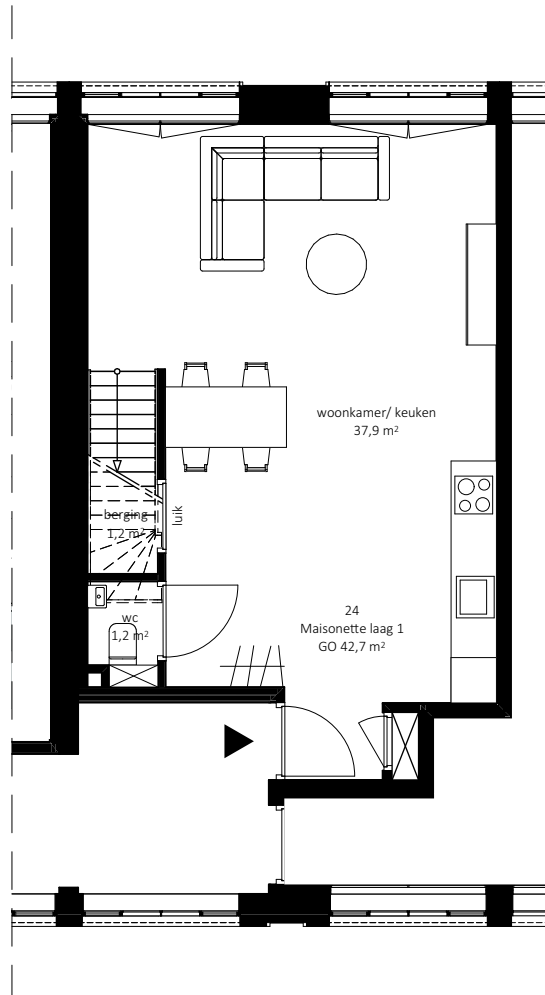 woonkamer/ keuken
37,9 m²
berging
1,2 m²
luik
wc
1,2 m²
24
Maisonette laag 1
GO 42,7 m²